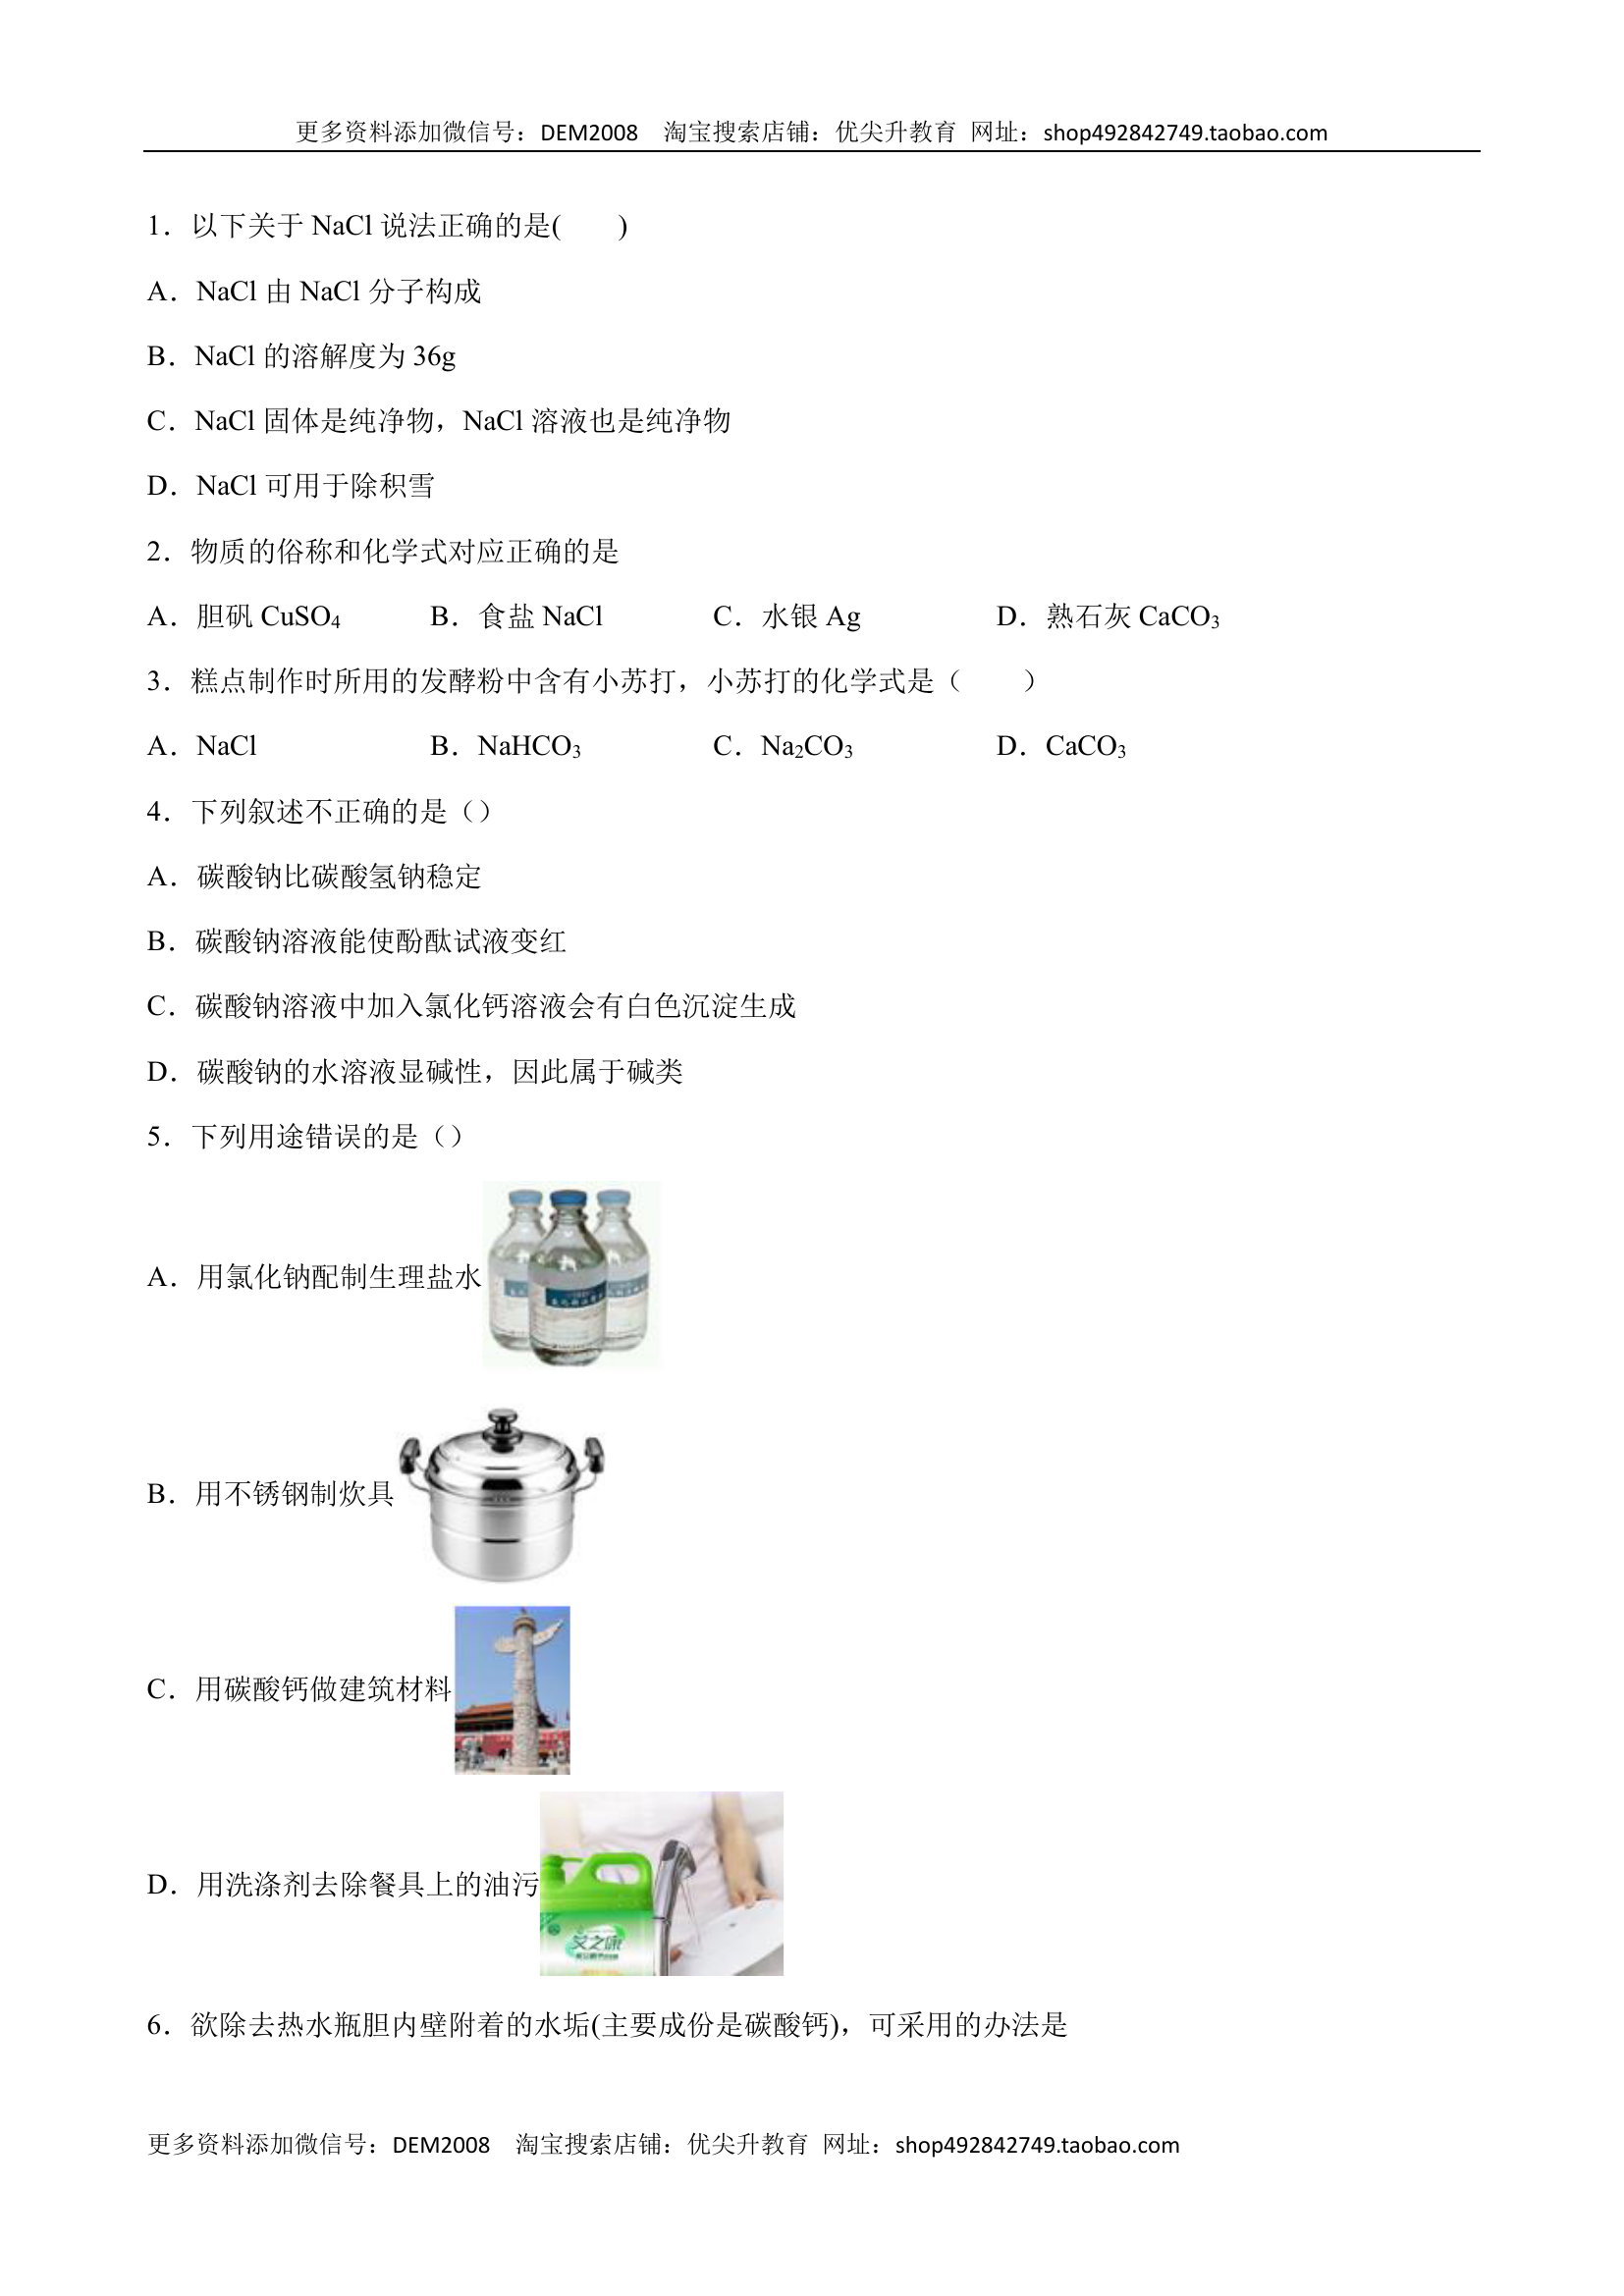 更多资料添加微信号：DEM2008 淘宝搜索店铺：优尖升教育 网址：shop492842749.taobao.com
1．以下关于 NaCl 说法正确的是(　　)
A．NaCl 由 NaCl 分子构成
B．NaCl 的溶解度为 36g
C．NaCl 固体是纯净物，NaCl 溶液也是纯净物
D．NaCl 可用于除积雪
2．物质的俗称和化学式对应正确的是
A．胆矾 CuSO₄ B．食盐 NaCl C．水银 Ag D．熟石灰 CaCO₃
3．糕点制作时所用的发酵粉中含有小苏打，小苏打的化学式是（　　）
A．NaCl B．NaHCO₃ C．Na₂CO₃ D．CaCO₃
4．下列叙述不正确的是（）
A．碳酸钠比碳酸氢钠稳定
B．碳酸钠溶液能使酚酞试液变红
C．碳酸钠溶液中加入氯化钙溶液会有白色沉淀生成
D．碳酸钠的水溶液显碱性，因此属于碱类
5．下列用途错误的是（）
A．用氯化钠配制生理盐水
B．用不锈钢制炊具
C．用碳酸钙做建筑材料
D．用洗涤剂去除餐具上的油污
艾之康
6．欲除去热水瓶胆内壁附着的水垢(主要成份是碳酸钙)，可采用的办法是
更多资料添加微信号：DEM2008 淘宝搜索店铺：优尖升教育 网址：shop492842749.taobao.com